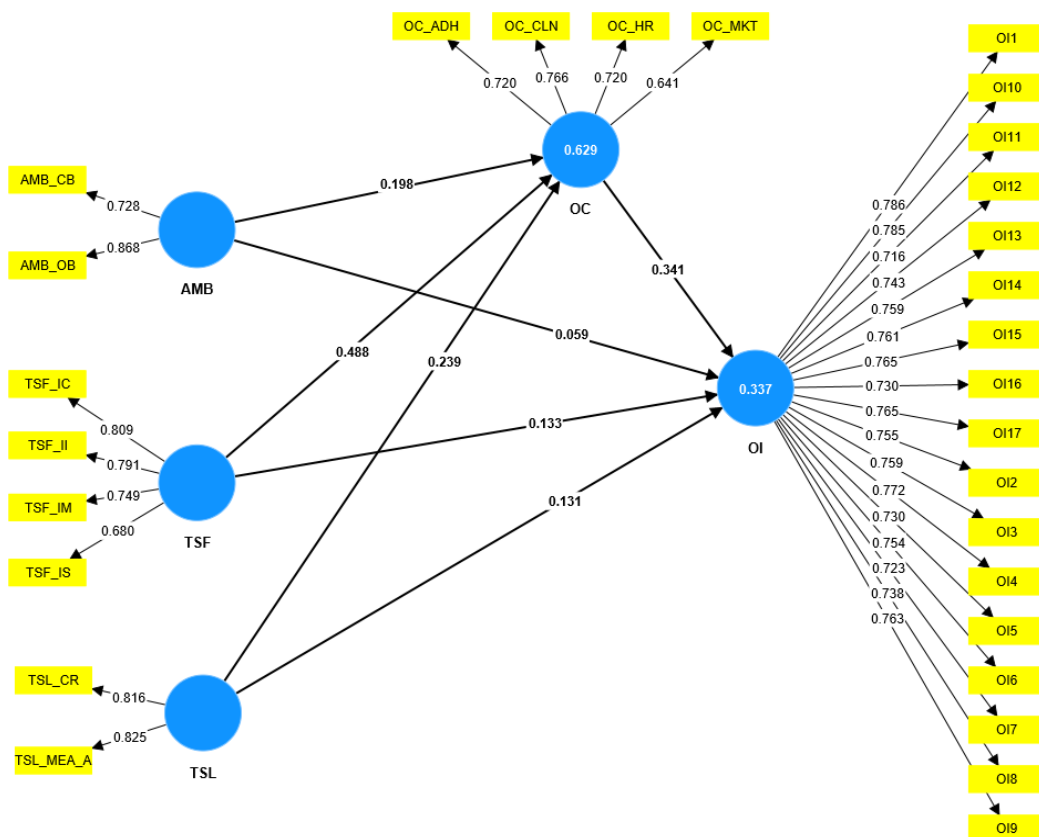 OC_ADH
OC_CLN
OC_HR
OC_MKT
0.720
0.766
0.720
0.641
0.629
OC
AMB_CB
AMB_OB
0.728
0.868
AMB
0.198
0.059
0.341
TSF_IC
TSF_II
TSF_IM
TSF_IS
0.809
0.791
0.749
0.680
TSF
0.488
0.239
0.133
0.131
TSL_CR
TSL_MEA_A
0.816
0.825
TSL
0.337
OI
0.786
0.785
0.716
0.743
0.759
0.761
0.765
0.730
0.765
0.755
0.759
0.772
0.730
0.754
0.723
0.738
0.763
OI1
OI10
OI11
OI12
OI13
OI14
OI15
OI16
OI17
OI2
OI3
OI4
OI5
OI6
OI7
OI8
OI9